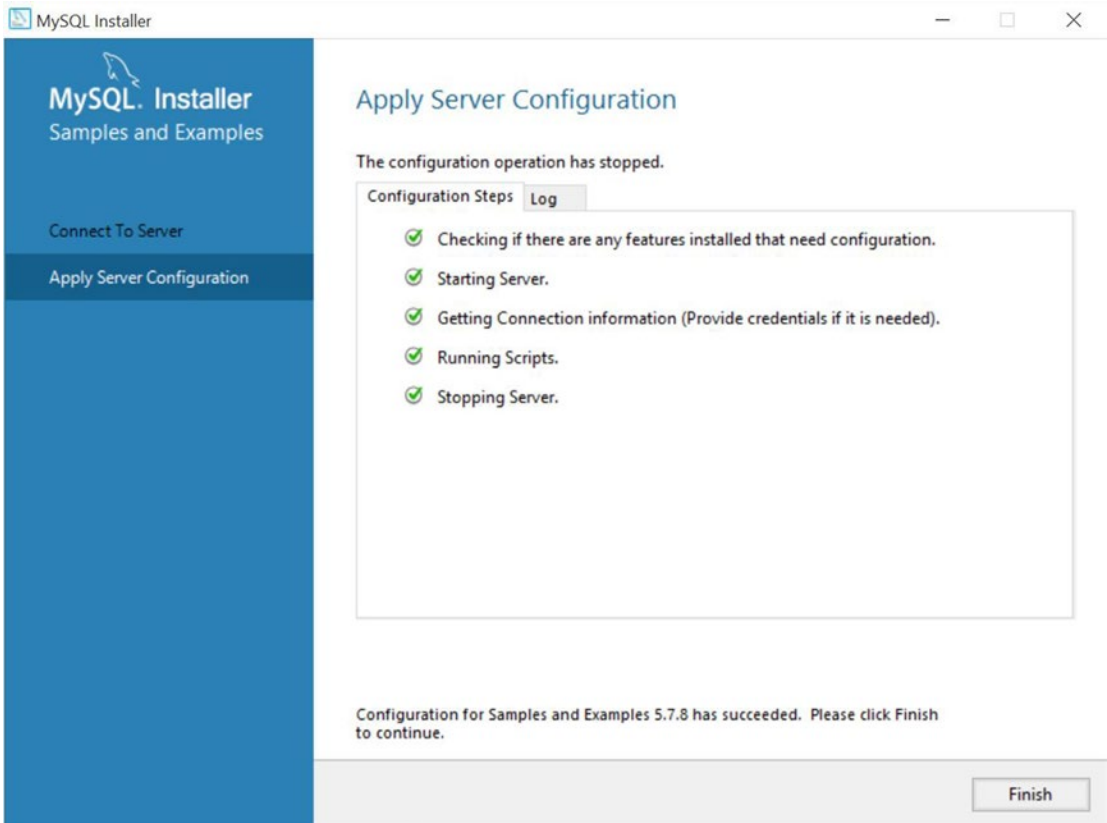 MySQL Installer
MySQL. Installer
Samples and Examples
Connect To Server
Apply Server Configuration
Apply Server Configuration
The configuration operation has stopped.
Configuration Steps
Log
Checking if there are any features installed that need configuration.
Starting Server.
Getting Connection information (Provide credentials if it is needed).
Running Scripts.
Stopping Server.
Configuration for Samples and Examples 5.7.8 has succeeded. Please click Finish
to continue.
Finish